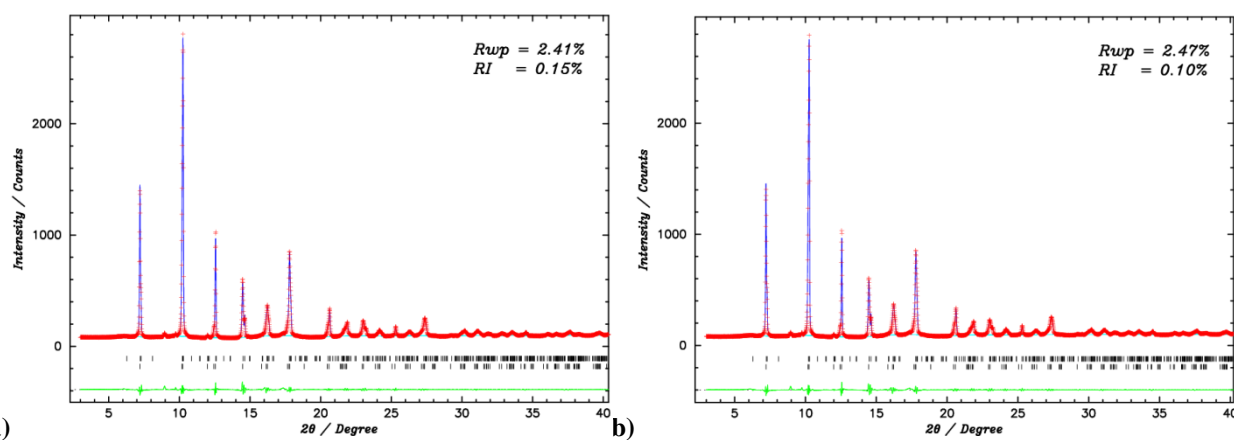 Rwp = 2.41%
RI = 0.15%
2000
1000
0
Intensity / Counts
5 10 15 20 25 30 35 40
2θ / Degree
)
Rwp = 2.47%
RI = 0.10%
2000
1000
0
Intensity / Counts
5 10 15 20 25 30 35 40
2θ / Degree
b)